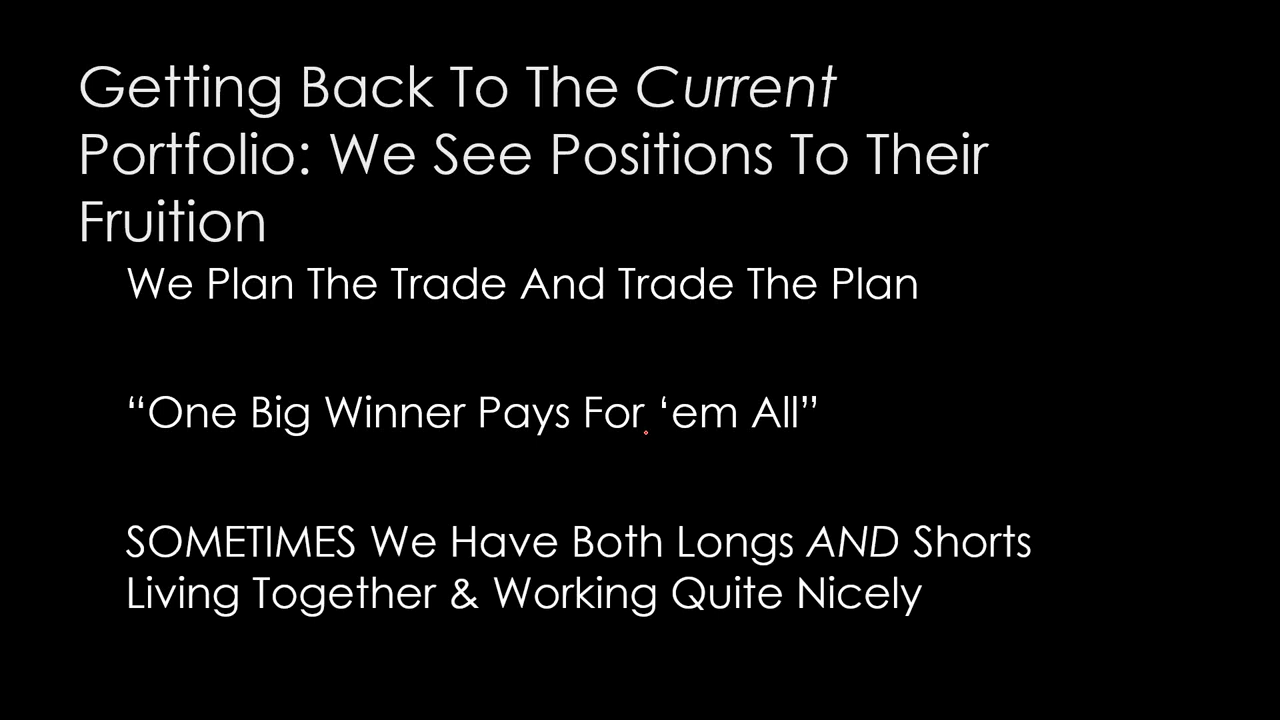 Getting Back To The Current
Portfolio: We See Positions To Their
Fruition
We Plan The Trade And Trade The Plan
“One Big Winner Pays For ‘em All”
SOMETIMES We Have Both Longs AND Shorts
Living Together & Working Quite Nicely